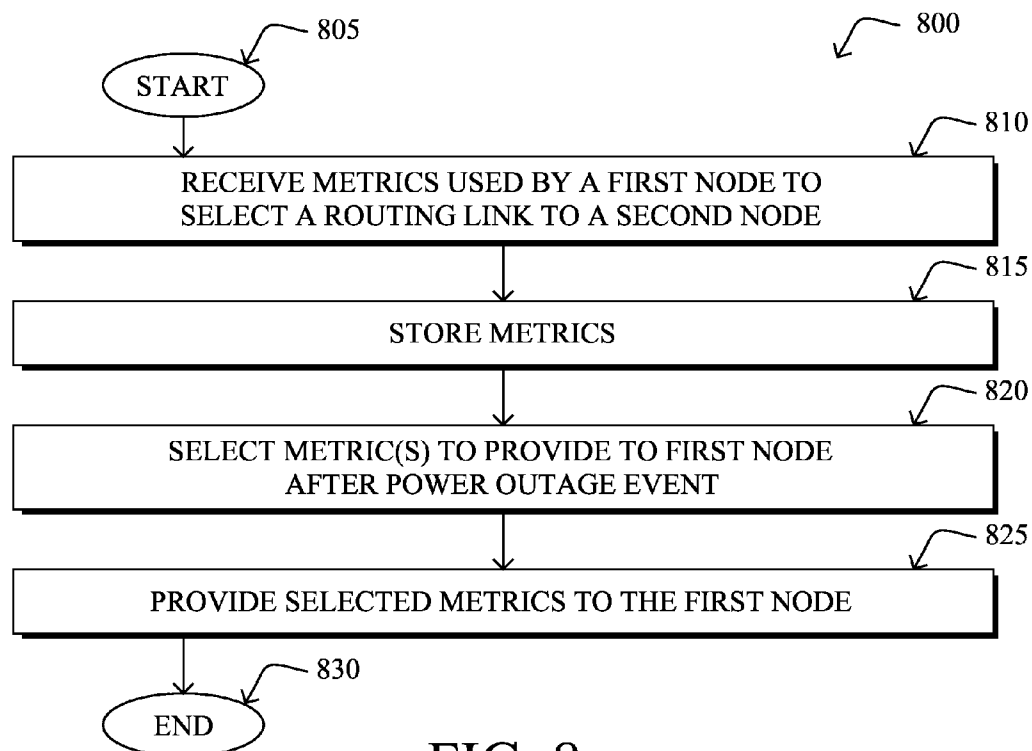 805
800
START
810
RECEIVE METRICS USED BY A FIRST NODE TO
SELECT A ROUTING LINK TO A SECOND NODE
815
STORE METRICS
820
SELECT METRIC(S) TO PROVIDE TO FIRST NODE
AFTER POWER OUTAGE EVENT
825
PROVIDE SELECTED METRICS TO THE FIRST NODE
830
END
FIG. 8